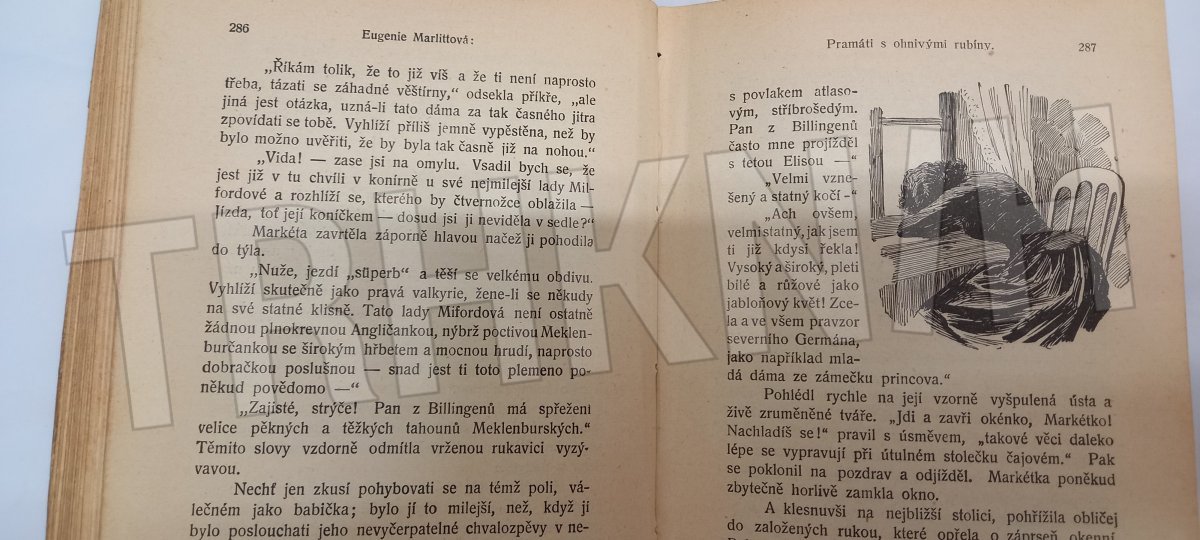 286
Eugenie Marlittová:
„Říkám tolik, že to již víš a že ti není naprosto
třeba, tázati se záhadné věštírny,“ odsekla příkře, „ale
jiná jest otázka, uzná-li tato dáma za tak časného jitra
zpovídati se tobě. Vyhlíží příliš jemně vypěstěna, než by
bylo možno uvěřiti, že by byla tak časně již na nohou.“
„Vida! — zase jsi na omylu. Vsadil bych se, že
jest již v tu chvíli v konírně u své nejmilejší lady Mil-
fordové a rozhlíží se, kterého by čtvernožce oblažila —
Jízda, toť její koníčkem — dosud jsi ji neviděla v sedle?“
Markéta zavrtěla záporně hlavou načež ji pohodila
do týla.
„Nuže, jezdí „süperb“ a těší se velkému obdivu.
Vyhlíží skutečně jako pravá valkyrie, žene-li se někudy
na své statné klisně. Tato lady Mifordová není ostatně
žádnou plnokrevnou Angličankou, nýbrž poctivou Meklen-
burčankou se širokým hřbetem a mocnou hrudí, naprosto
dobračkou poslušnou — snad jest ti toto plemeno po-
někud povědomo —“
„Zajisté, strýče! Pan z Billingenů má spřežení
velice pěkných a těžkých tahounů Meklenburských.“
Těmito slovy vzdorně odmítla vrženou rukavici vyzý-
vavou.
Nechť jen zkusí pohybovati se na témž poli, vá-
lečném jako babička; bylo jí to milejší, než, když jí
bylo poslouchati jeho nevyčerpatelné chvalozpěvy v ne-
Pramáti s ohnivými rubíny.
287
s povlakem atlaso-
vým, stříbrošedým.
Pan z Billingenů
často mne projížděl
s tetou Elisou —“
„Velmi vzne-
šený a statný kočí -“
„Ach ovšem,
velmi statný, jak jsem
ti již kdysi řekla!
Vysoký a široký, pleti
bílé a růžové jako
jabloňový květ! Zce-
la a ve všem pravzor
severního Germána,
jako například mla-
dá dáma ze zámečku princova.“
Pohlédl rychle na její vzorně vyšpulená ústa a
živě zruměněné tváře. „Jdi a zavři okénko, Markétko!
Nachladíš se!“ pravil s úsměvem, „takové věci daleko
lépe se vypravují při útulném stolečku čajovém.“ Pak
se poklonil na pozdrav a odjížděl. Markétka poněkud
zbytečně horlivě zamkla okno.
A klesnuvši na nejbližší stolici, pohřížila obličej
do založených rukou, které opřela o záprseň okenní
TRHKNIH